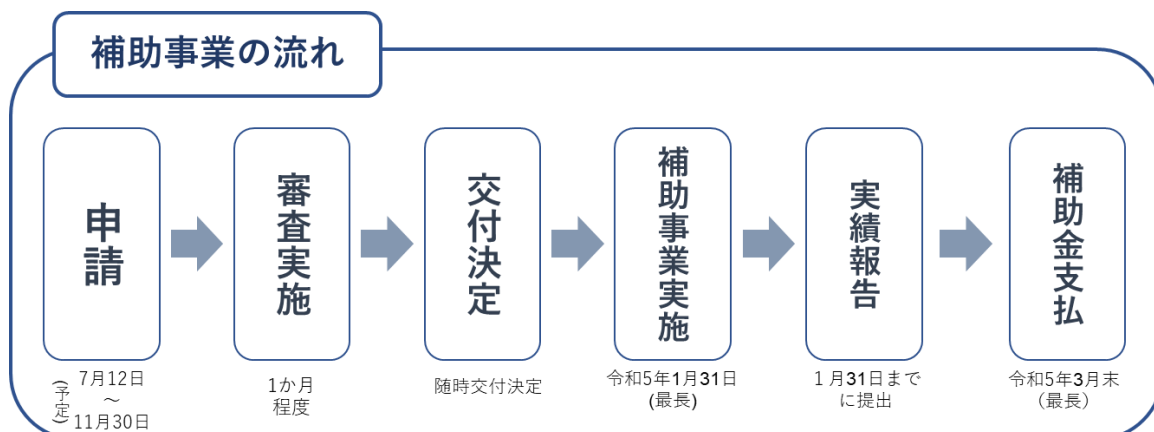 補助事業の流れ
申請
審査実施
交付決定
補助事業実施
実績報告
補助金支払
(予定)
7月12日
～
11月30日
1か月
程度
随時交付決定
令和5年1月31日
(最長)
１月31日まで
に提出
令和5年3月末
（最長）